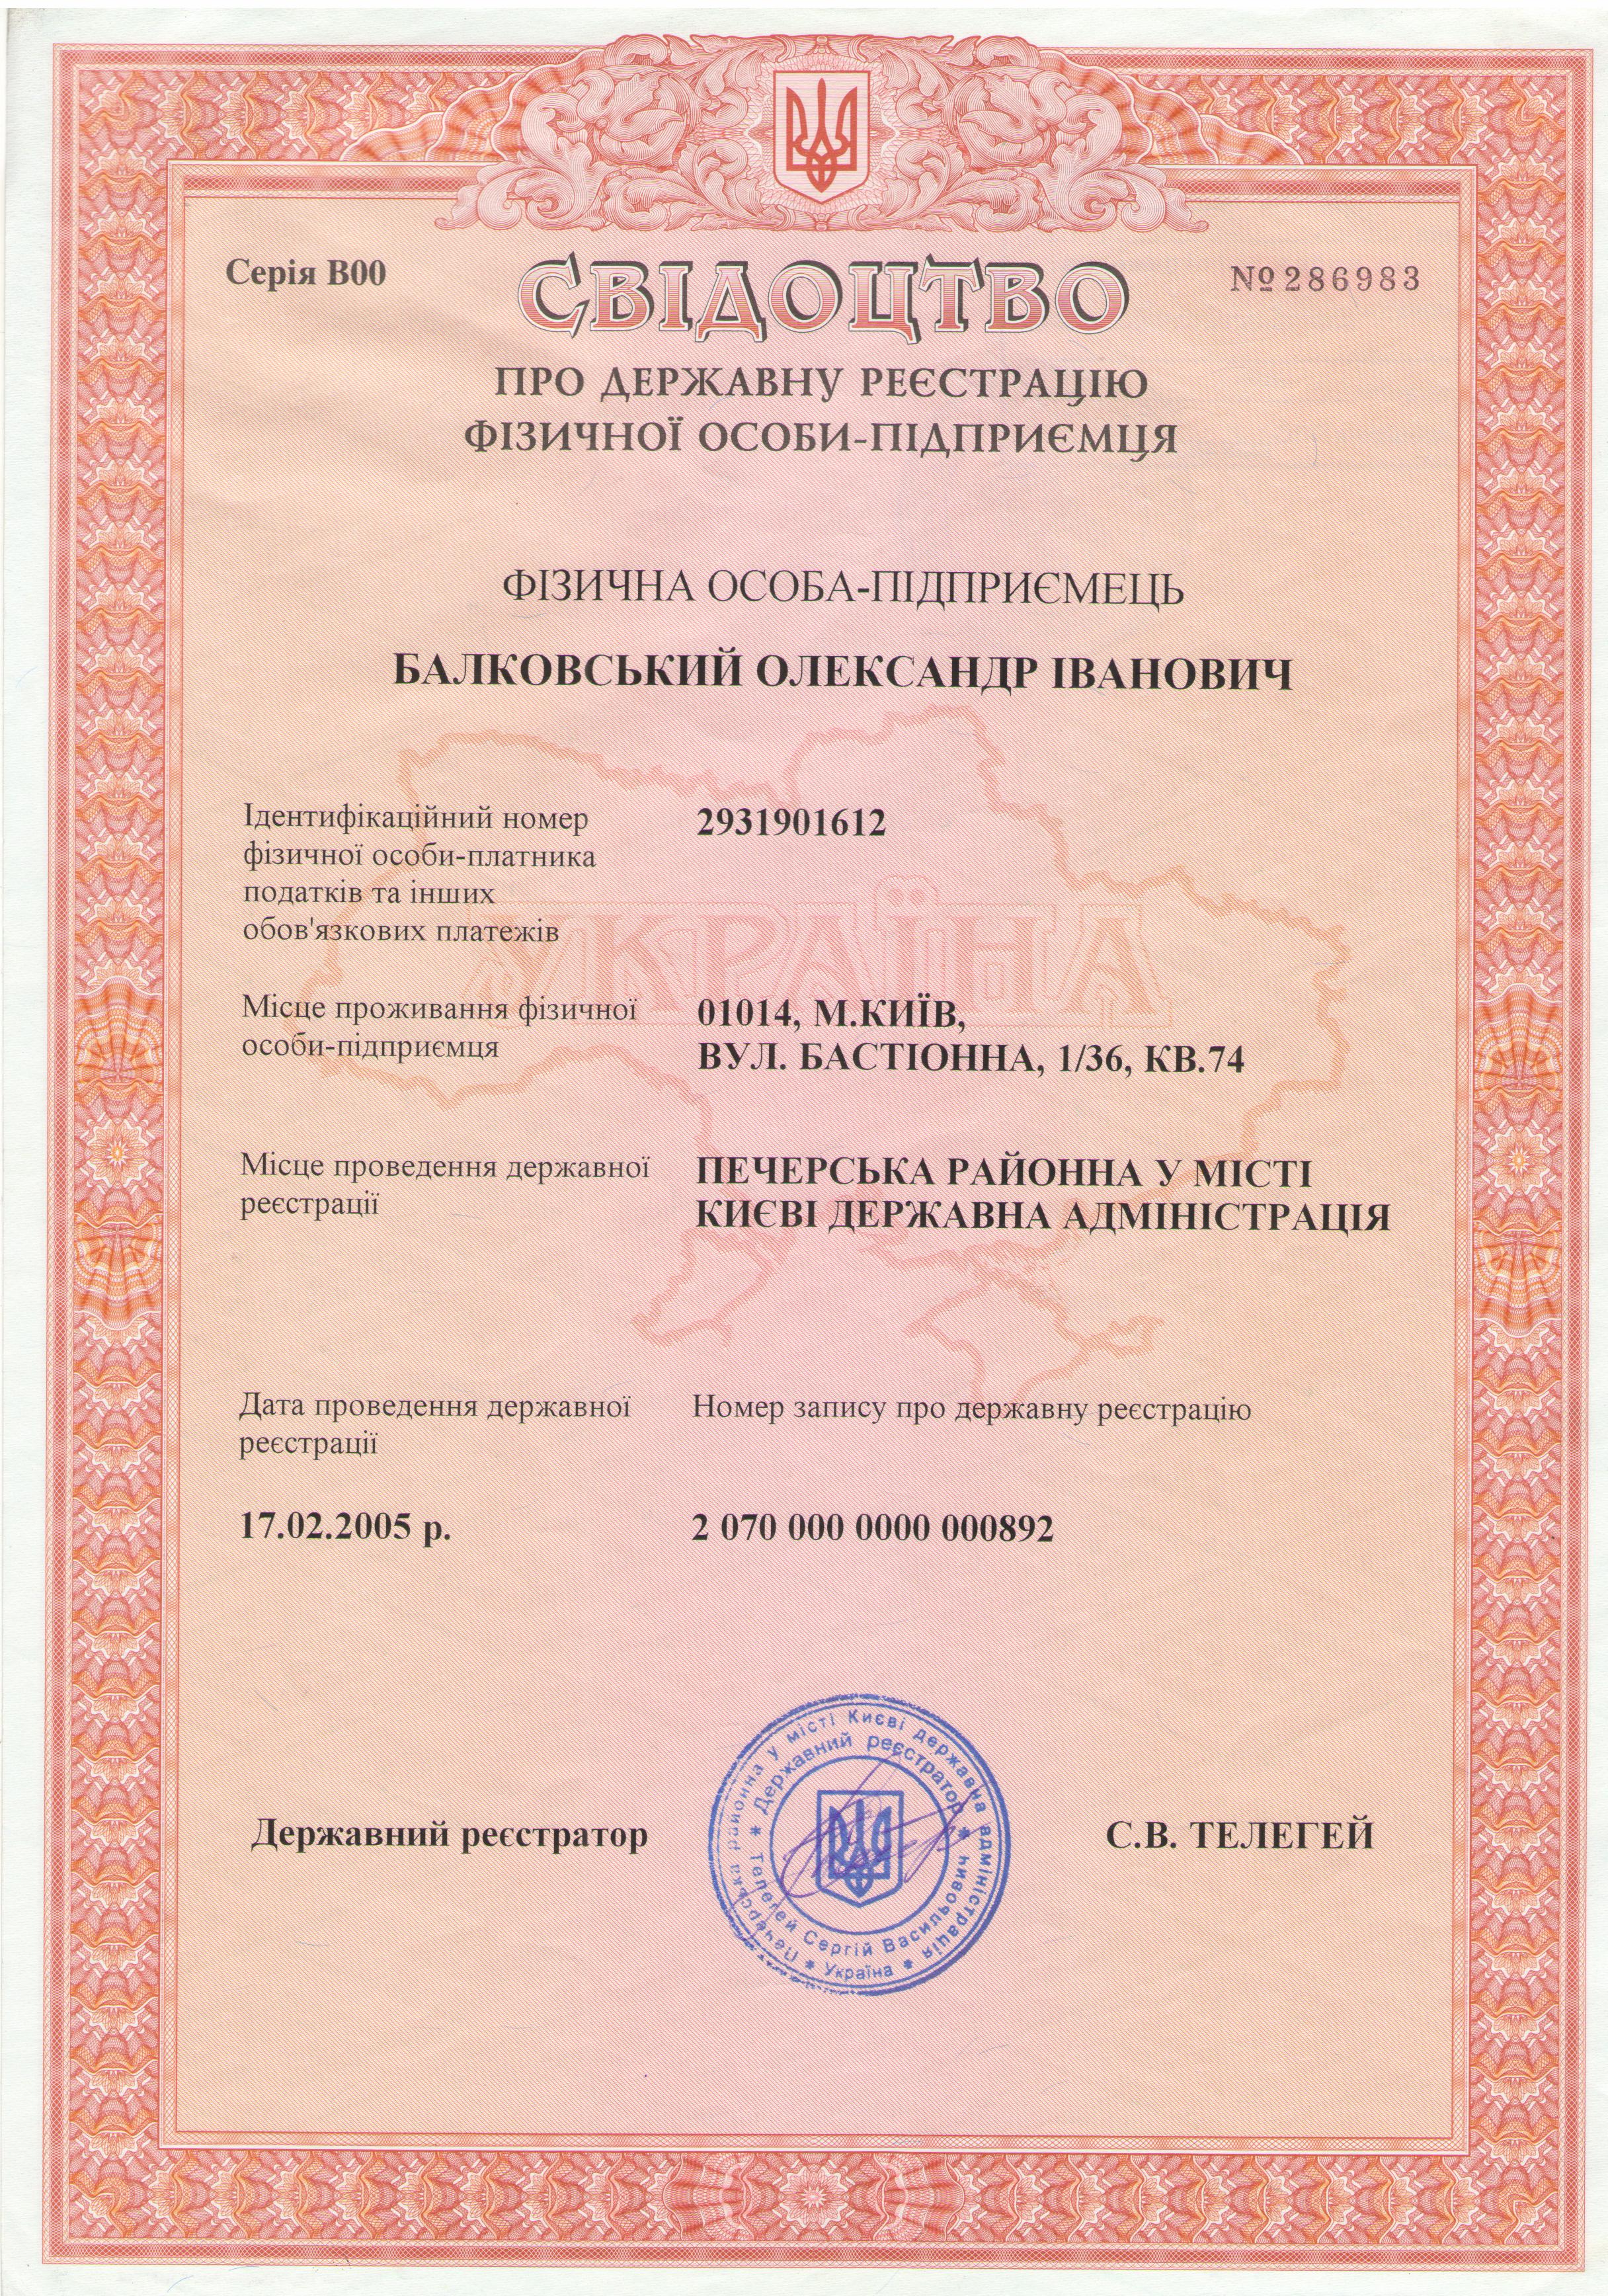 Серія В00
СВІДОЦТВО
№286983
ПРО ДЕРЖАВНУ РЕЄСТРАЦІЮ
ФІЗИЧНОЇ ОСОБИ-ПІДПРИЄМЦЯ
ФІЗИЧНА ОСОБА-ПІДПРИЄМЕЦЬ
БАЛКОВСЬКИЙ ОЛЕКСАНДР ІВАНОВИЧ
Ідентифікаційний номер
фізичної особи-платника
податків та інших
обов'язкових платежів
2931901612
УКРАЇНА
Місце проживання фізичної
особи-підприємця
01014, М.КИЇВ,
ВУЛ. БАСТІОННА, 1/36, КВ.74
Місце проведення державної
реєстрації
ПЕЧЕРСЬКА РАЙОННА У МІСТІ
КИЄВІ ДЕРЖАВНА АДМІНІСТРАЦІЯ
Дата проведення державної
реєстрації
Номер запису про державну реєстрацію
17.02.2005 р.
2 070 000 0000 000892
Державний реєстратор
Печерська районна у місті Києві державна адміністрація * Україна *
* Державний реєстратор * Телегей Сергій Васильович
С.В. ТЕЛЕГЕЙ